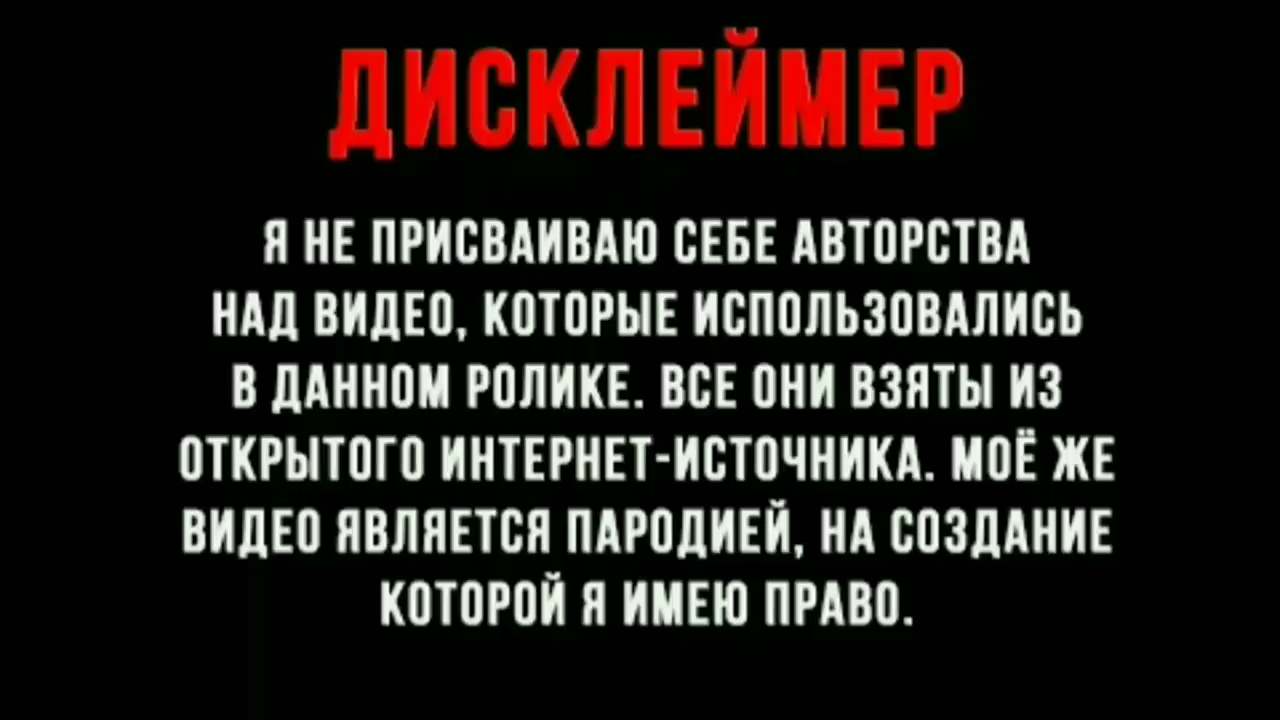 ДИСКЛЕЙМЕР
Я НЕ ПРИСВАИВАЮ СЕБЕ АВТОРСТВА
НАД ВИДЕО, КОТОРЫЕ ИСПОЛЬЗОВАЛИСЬ
В ДАННОМ РОЛИКЕ. ВСЕ ОНИ ВЗЯТЫ ИЗ
ОТКРЫТОГО ИНТЕРНЕТ-ИСТОЧНИКА. МОЁ ЖЕ
ВИДЕО ЯВЛЯЕТСЯ ПАРОДИЕЙ, НА СОЗДАНИЕ
КОТОРОЙ Я ИМЕЮ ПРАВО.